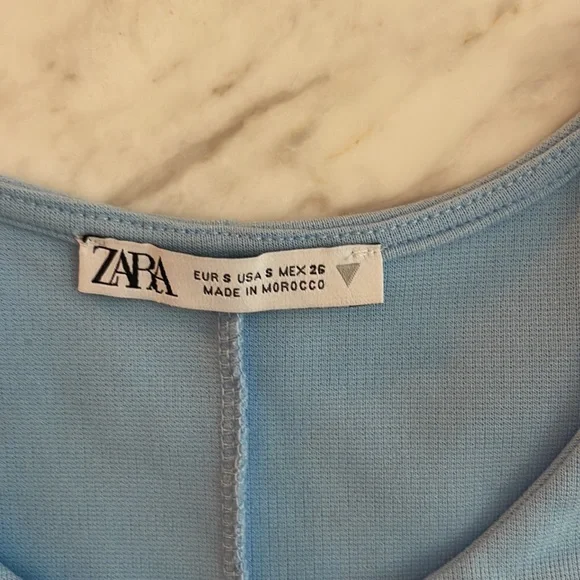 ZARA
EUR S USA S MEX 26
MADE IN MOROCCO